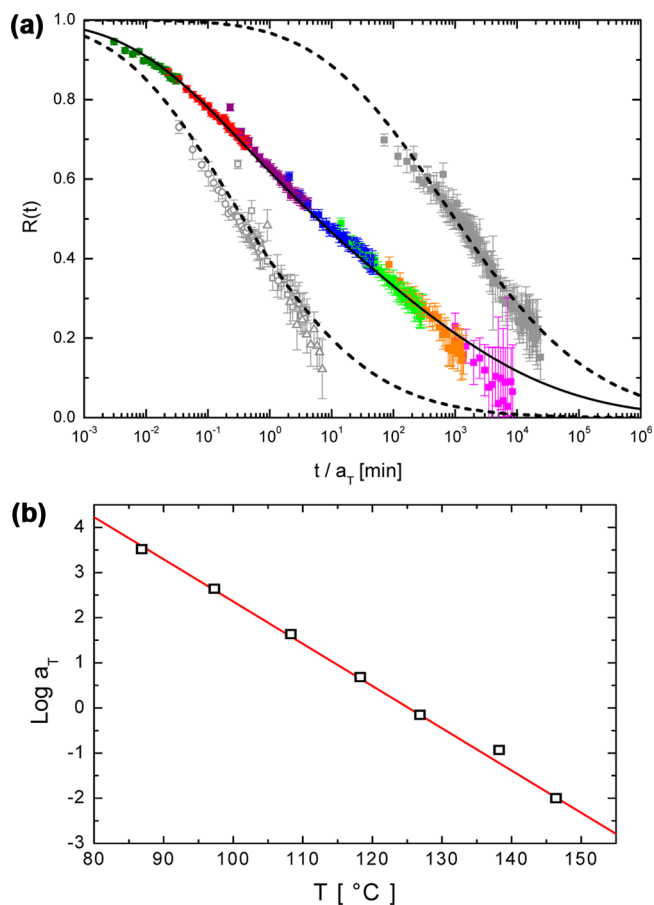 (a)
1.0
0.8
0.6
0.4
0.2
0.0
R(t)
10⁻³ 10⁻² 10⁻¹ 10⁰ 10¹ 10² 10³ 10⁴ 10⁵ 10⁶
t / a_T [min]
(b)
4
3
2
1
0
-1
-2
-3
Log a_T
80 90 100 110 120 130 140 150
T [ °C]